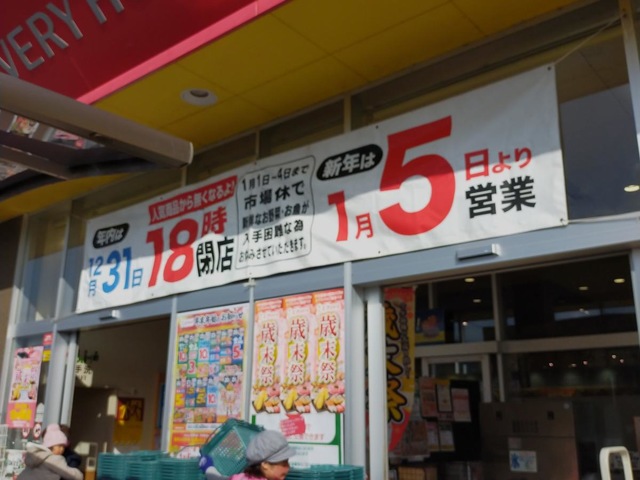 VERY
年内は
12月31日
人気商品から無くなるよ!
18時
閉店
1月1日~4日まで
市場休で
新鮮なお野菜・お魚が
入手困難な為
お休みさせていただきます。
新年は
1月5日より
営業
歳末祭
歳末祭
歳末祭